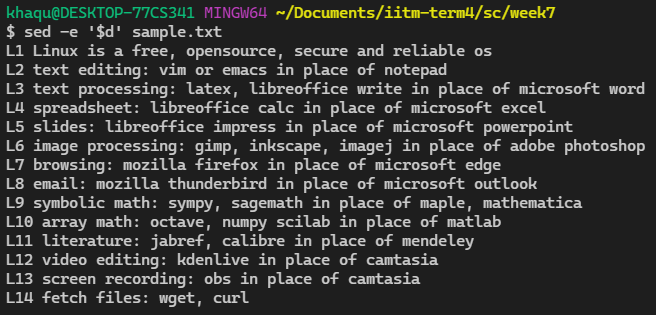 khaqu@DESKTOP-77CS341 MINGW64 ~/Documents/iitm-term4/sc/week7
$ sed -e '$d' sample.txt
L1 Linux is a free, opensource, secure and reliable os
L2 text editing: vim or emacs in place of notepad
L3 text processing: latex, libreoffice write in place of microsoft word
L4 spreadsheet: libreoffice calc in place of microsoft excel
L5 slides: libreoffice impress in place of microsoft powerpoint
L6 image processing: gimp, inkscape, imagej in place of adobe photoshop
L7 browsing: mozilla firefox in place of microsoft edge
L8 email: mozilla thunderbird in place of microsoft outlook
L9 symbolic math: sympy, sagemath in place of maple, mathematica
L10 array math: octave, numpy scilab in place of matlab
L11 literature: jabref, calibre in place of mendeley
L12 video editing: kdenlive in place of camtasia
L13 screen recording: obs in place of camtasia
L14 fetch files: wget, curl